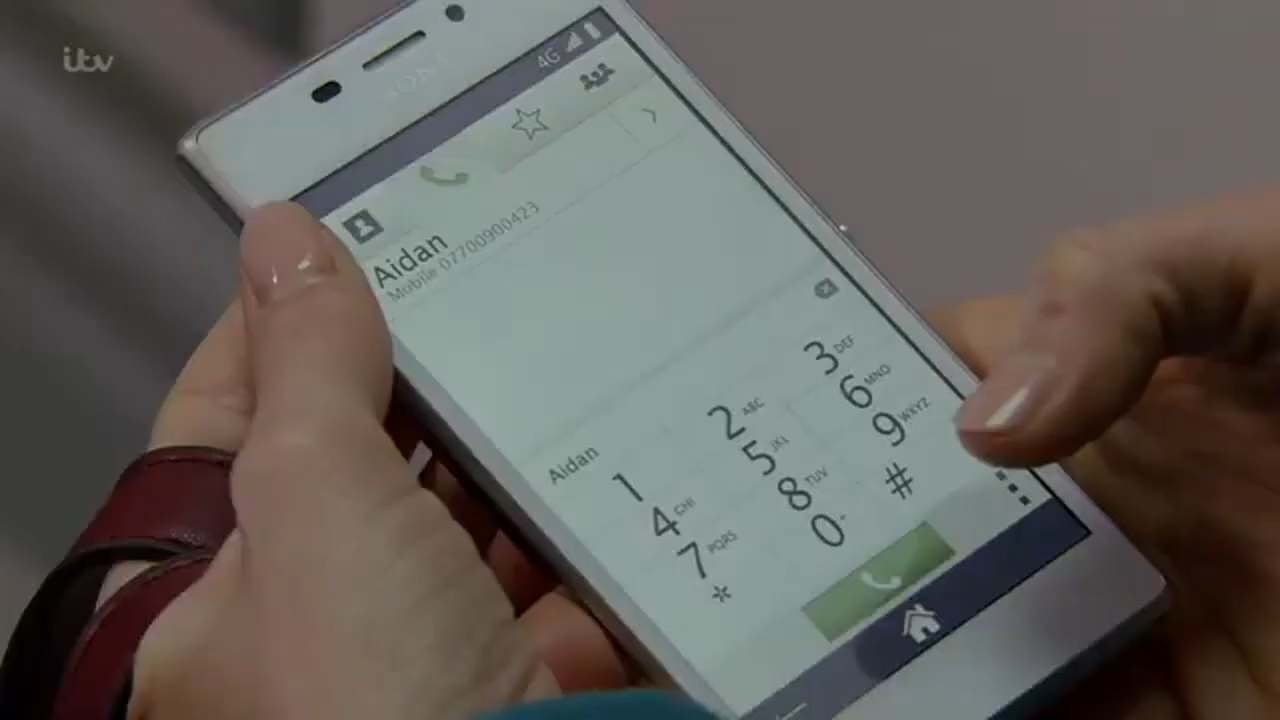 itv
SONY
4G
Aidan
Mobile 07700900423
Aidan
1
2 ABC
3 DEF
4 GHI
5 JKL
6 MNO
7 PQRS
8 TUV
9 WXYZ
*
0 +
#